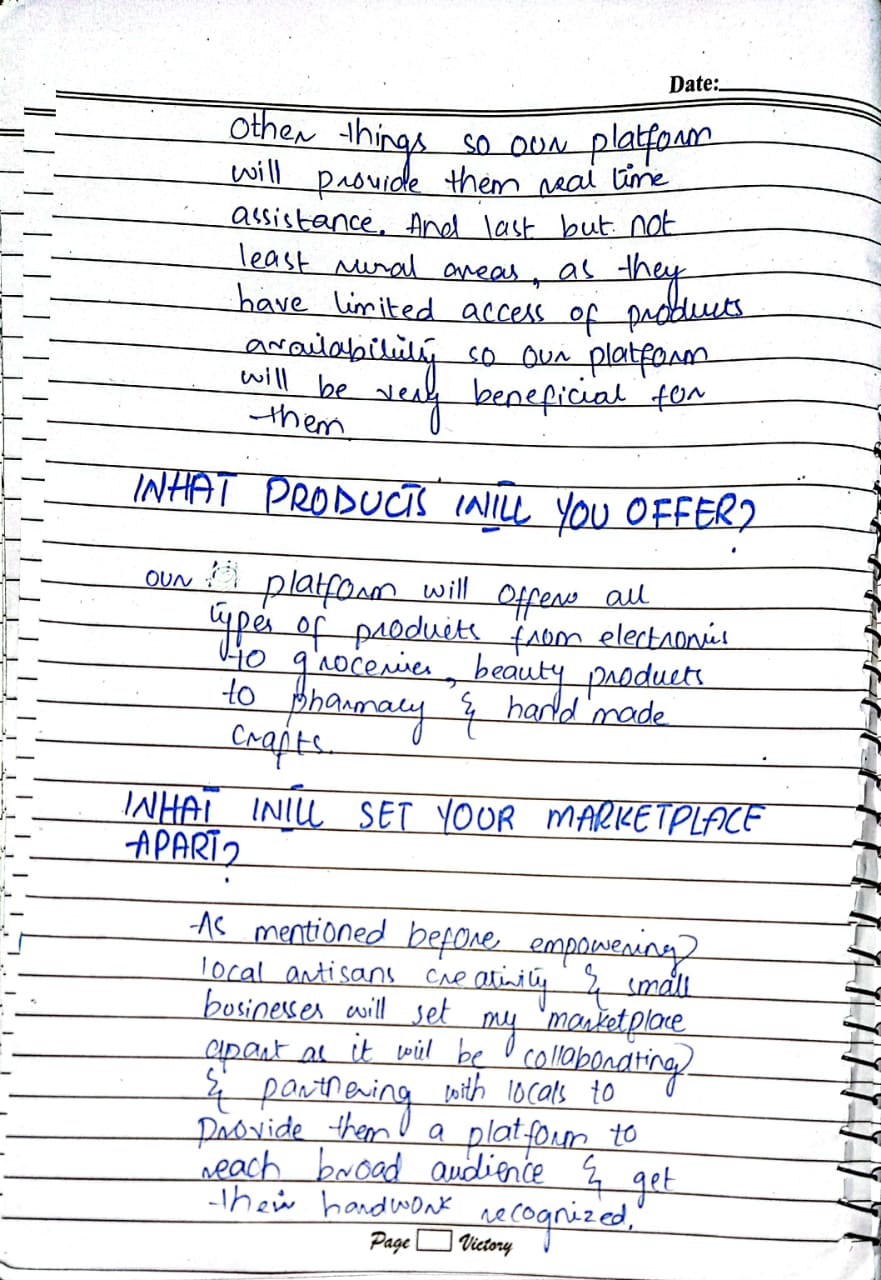 Date:
Other things so our platform
will provide them real time
assistance. And last but not
least rural areas, as they
have limited access of products
availability so our platform
will be very beneficial for
them
WHAT PRODUCTS WILL YOU OFFER?
our platform will offers all
types of products from electronics
to groceries, beauty products
to pharmacy & hand made
crafts.
WHAT WILL SET YOUR MARKETPLACE
APART?
As mentioned before empowering
local artisans creativity & small
businesses will set my marketplace
apart as it will be collaborating
& partnering with locals to
provide them a platform to
reach broad audience & get
their hardwork recognized.
Page Victory